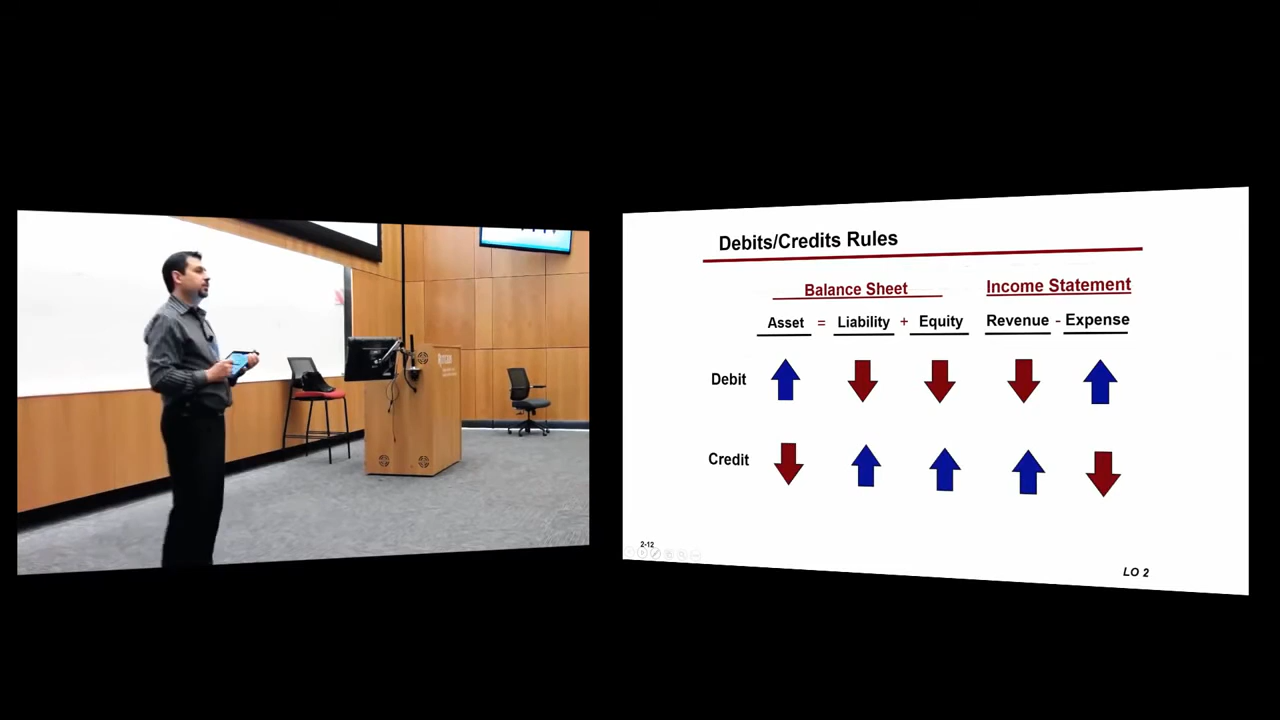 Debits/Credits Rules
Balance Sheet Income Statement
Asset = Liability + Equity Revenue - Expense
Debit
Credit
2-12
LO 2